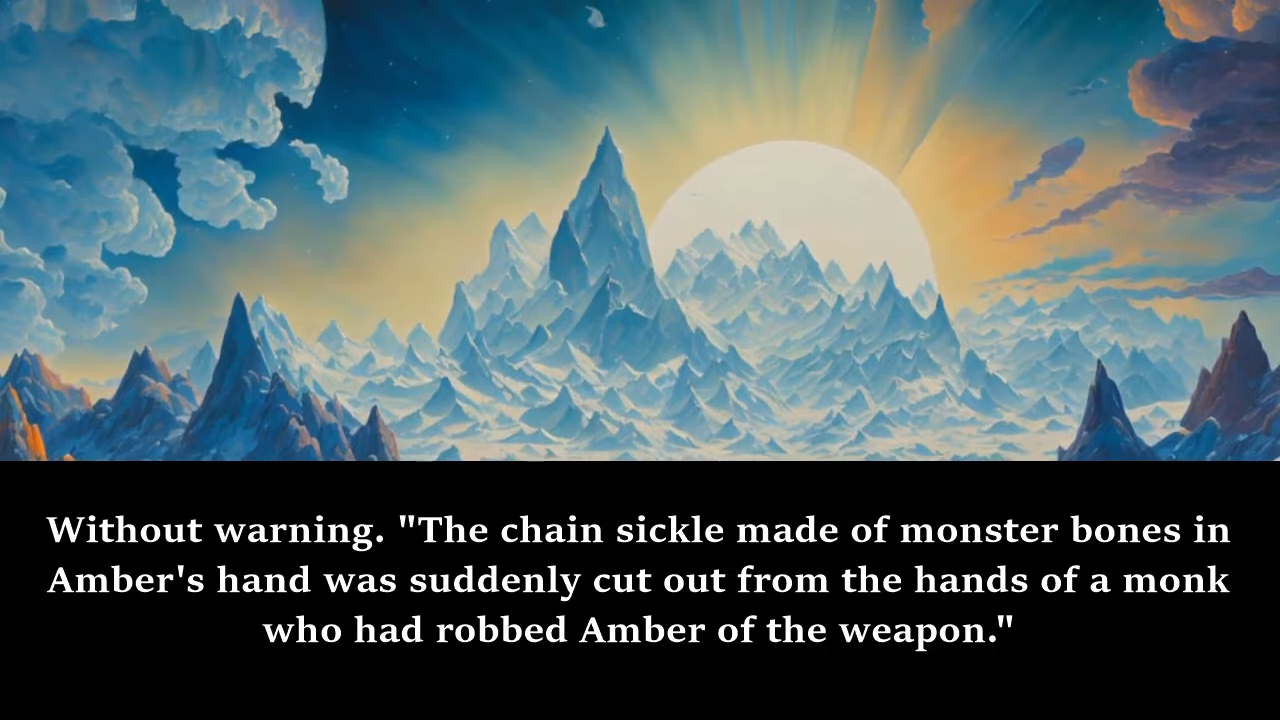 Without warning. "The chain sickle made of monster bones in
Amber's hand was suddenly cut out from the hands of a monk
who had robbed Amber of the weapon."